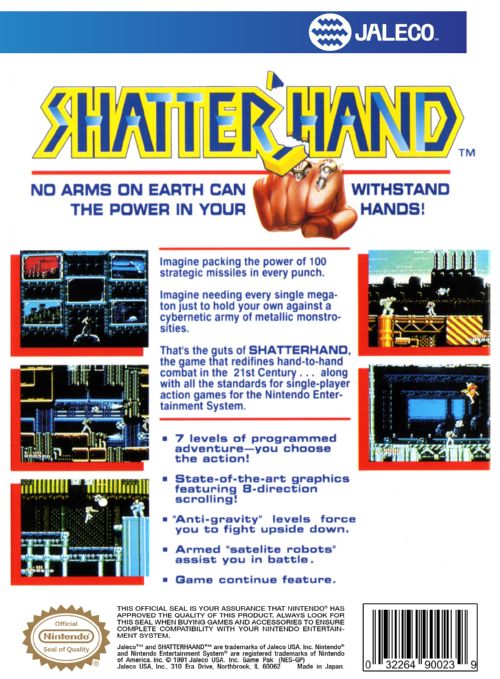 JALECO™
SHATTERHAND™
NO ARMS ON EARTH CAN WITHSTAND
THE POWER IN YOUR HANDS!
Imagine packing the power of 100
strategic missiles in every punch.
Imagine needing every single mega-
ton just to hold your own against a
cybernetic army of metallic monstro-
sities.
That's the guts of SHATTERHAND,
the game that redifines hand-to-hand
combat in the 21st Century . . . along
with all the standards for single-player
action games for the Nintendo Enter-
tainment System.
▪ 7 levels of programmed
adventure—you choose
the action!
▪ State-of-the-art graphics
featuring 8-direction
scrolling!
▪ "Anti-gravity" levels force
you to fight upside down.
▪ Armed "satelite robots"
assist you in battle.
▪ Game continue feature.
Official
Nintendo®
Seal of Quality
THIS OFFICIAL SEAL IS YOUR ASSURANCE THAT NINTENDO® HAS
APPROVED THE QUALITY OF THIS PRODUCT. ALWAYS LOOK FOR
THIS SEAL WHEN BUYING GAMES AND ACCESSORIES TO ENSURE
COMPLETE COMPATIBILITY WITH YOUR NINTENDO ENTERTAIN-
MENT SYSTEM.
Jaleco™ and SHATTERHAAND™ are trademarks of Jaleco USA. Inc. Nintendo®
and Nintendo Entertainment System® are registered trademarks of Nintendo
of America. Inc. © 1991 Jaleco USA, Inc. Game Pak (NES-GP)
Jaleco USA, Inc., 310 Era Drive, Northbrook, IL 60062 Made in Japan
0 32264 90023 9